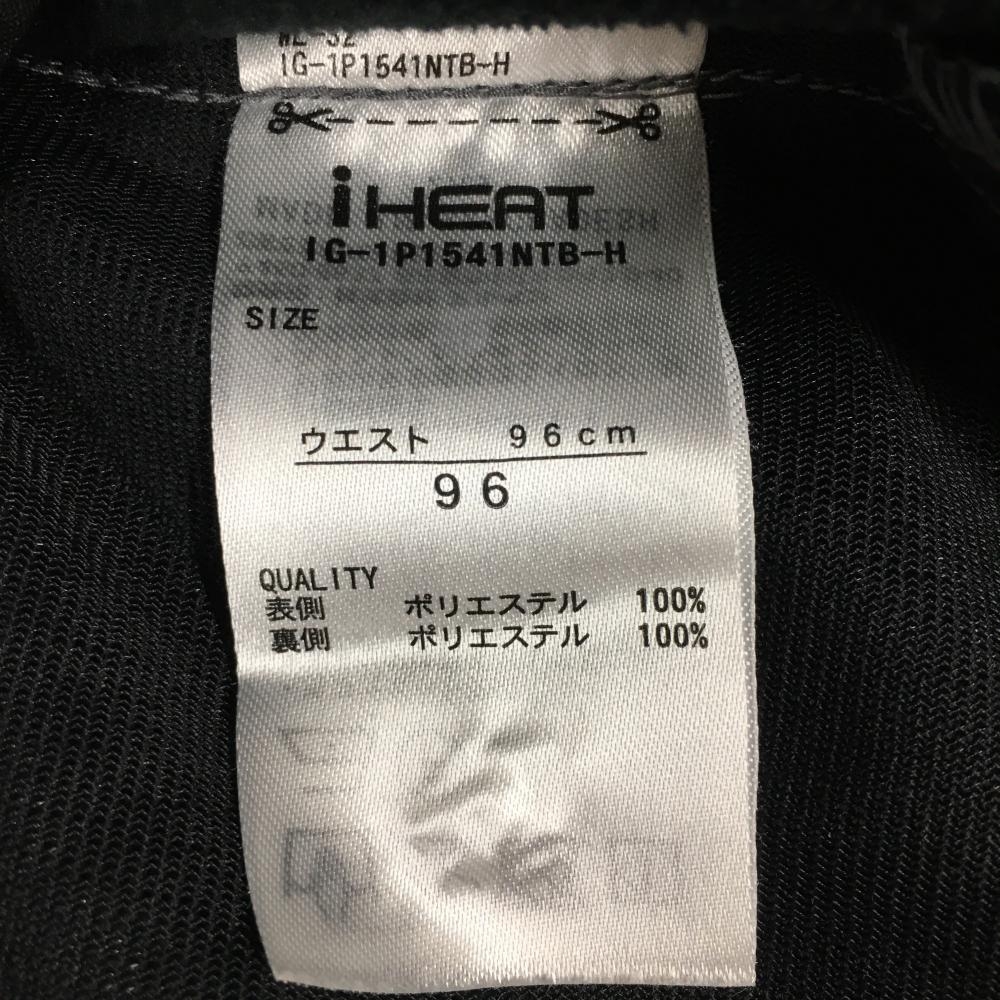 IG-1P1541NTB-H
iHEAT
IG-1P1541NTB-H
SIZE
ウエスト 96cm
96
QUALITY
表側 ポリエステル 100%
裏側 ポリエステル 100%